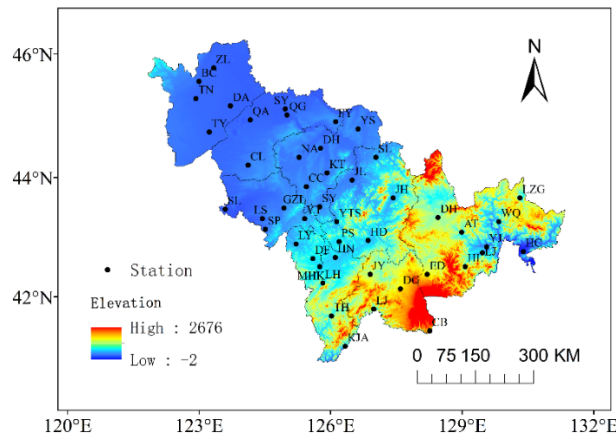 46°N
44°N
42°N
120°E
123°E
126°E
129°E
132°E
N
ZL
BC
TN
DA
TY
QA
SY
QG
FY
YS
DH
NA
SL
CL
KT
CC
JL
SL
GZL
SY
LS
YT
SP
YTS
LY
PS
HD
DF
HN
MHK
LH
JY
TH
LJ
KJA
JH
DH
LZG
WQ
AT
YJ
LJ
HC
HL
ED
DG
CB
Station
Elevation
High : 2676
Low : -2
0 75 150 300 KM